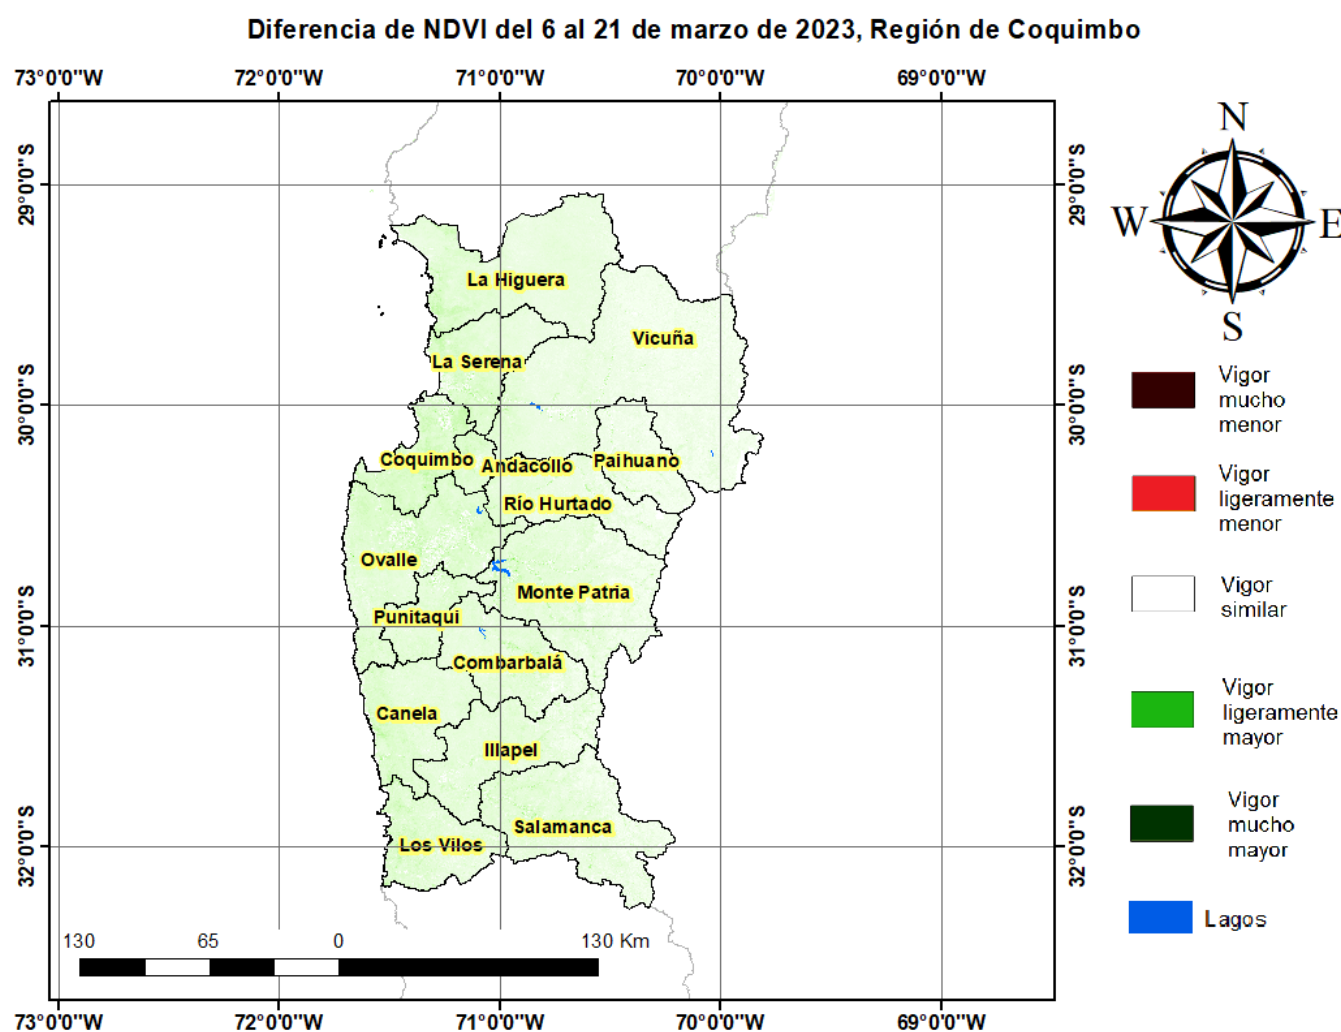 Diferencia de NDVI del 6 al 21 de marzo de 2023, Región de Coquimbo
73°0'0"W 72°0'0"W 71°0'0"W 70°0'0"W 69°0'0"W
29°0'0"S
30°0'0"S
31°0'0"S
32°0'0"S
La Higuera
Vicuña
La Serena
Coquimbo
Andacollo
Paihuano
Río Hurtado
Ovalle
Monte Patria
Punitaqui
Combarbalá
Canela
Illapel
Salamanca
Los Vilos
130 65 0 130 Km
73°0'0"W 72°0'0"W 71°0'0"W 70°0'0"W 69°0'0"W
29°0'0"S
30°0'0"S
31°0'0"S
32°0'0"S
N
W E
S
Vigor
mucho
menor
Vigor
ligeramente
menor
Vigor
similar
Vigor
ligeramente
mayor
Vigor
mucho
mayor
Lagos